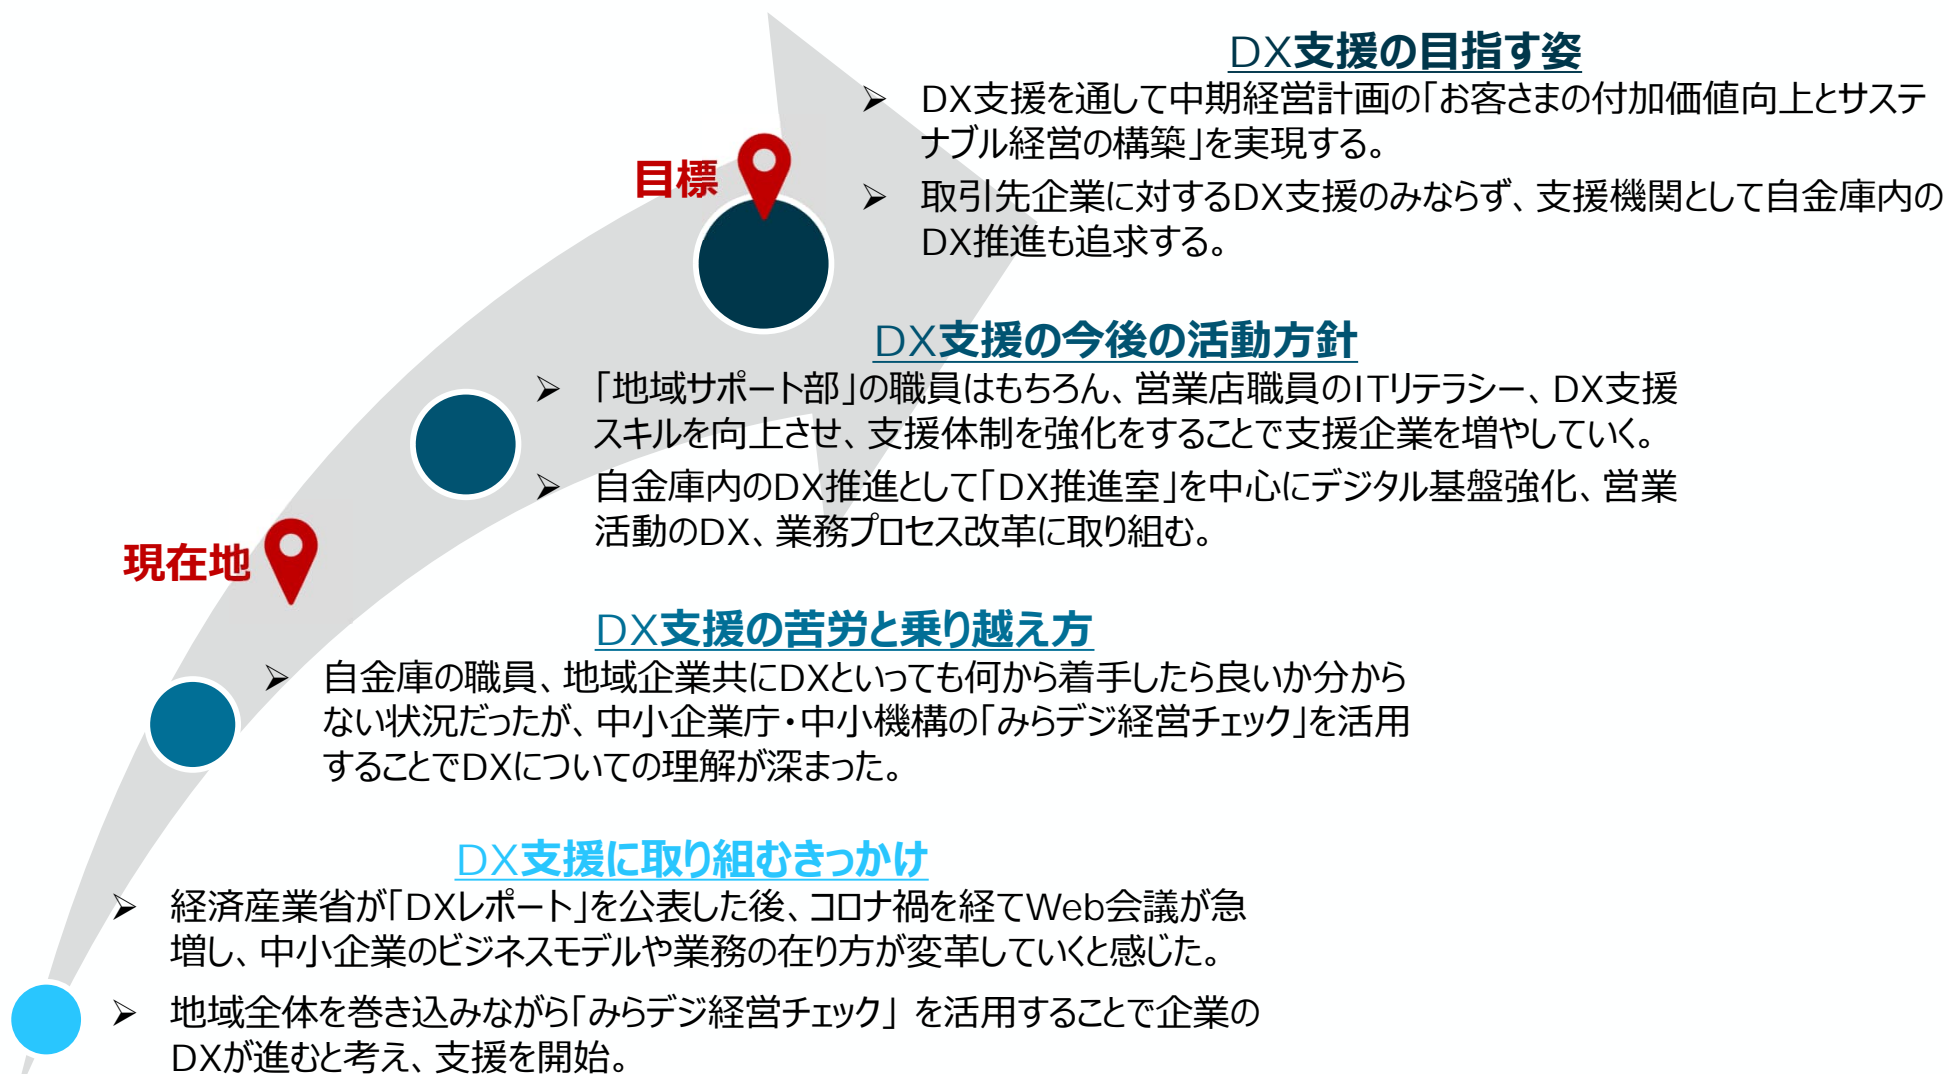 DX支援の目指す姿
➢ DX支援を通して中期経営計画の「お客さまの付加価値向上とサステ
ナブル経営の構築」を実現する。
目標
➢ 取引先企業に対するDX支援のみならず、支援機関として自金庫内の
DX推進も追求する。
DX支援の今後の活動方針
➢ 「地域サポート部」の職員はもちろん、営業店職員のITリテラシー、DX支援
スキルを向上させ、支援体制を強化をすることで支援企業を増やしていく。
➢ 自金庫内のDX推進として「DX推進室」を中心にデジタル基盤強化、営業
活動のDX、業務プロセス改革に取り組む。
現在地
DX支援の苦労と乗り越え方
➢ 自金庫の職員、地域企業共にDXといっても何から着手したら良いか分から
ない状況だったが、中小企業庁・中小機構の「みらデジ経営チェック」を活用
することでDXについての理解が深まった。
DX支援に取り組むきっかけ
➢ 経済産業省が「DXレポート」を公表した後、コロナ禍を経てWeb会議が急
増し、中小企業のビジネスモデルや業務の在り方が変革していくと感じた。
➢ 地域全体を巻き込みながら「みらデジ経営チェック」 を活用することで企業の
DXが進むと考え、支援を開始。